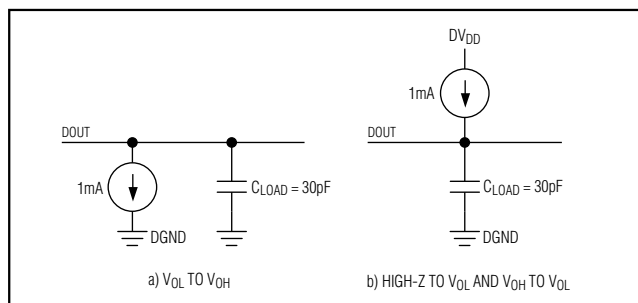 DOUT
1mA
C_LOAD = 30pF
DGND
a) V_OL TO V_OH
DV_DD
1mA
DOUT
C_LOAD = 30pF
DGND
b) HIGH-Z TO V_OL AND V_OH TO V_OL